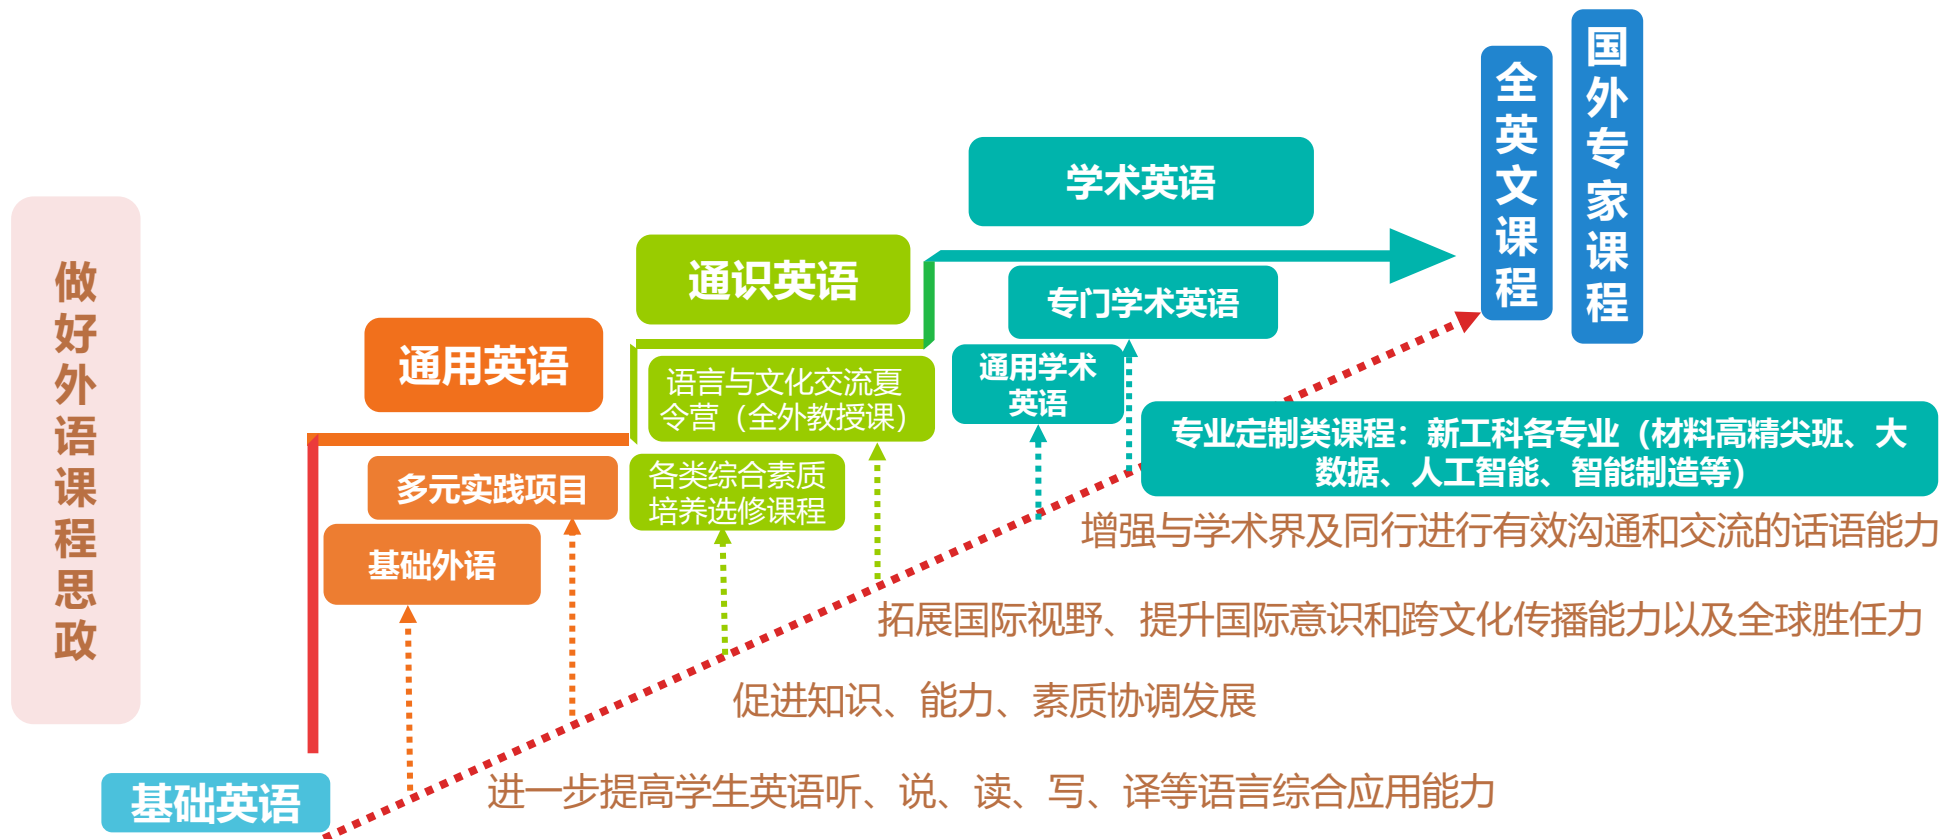 国外专家课程
全英文课程
学术英语
做好外语课程思政
通识英语
专门学术英语
通用英语
通用学术
英语
语言与文化交流夏
令营（全外教授课）
专业定制类课程：新工科各专业（材料高精尖班、大
数据、人工智能、智能制造等）
多元实践项目
各类综合素质
培养选修课程
增强与学术界及同行进行有效沟通和交流的话语能力
基础外语
拓展国际视野、提升国际意识和跨文化传播能力以及全球胜任力
促进知识、能力、素质协调发展
进一步提高学生英语听、说、读、写、译等语言综合应用能力
基础英语